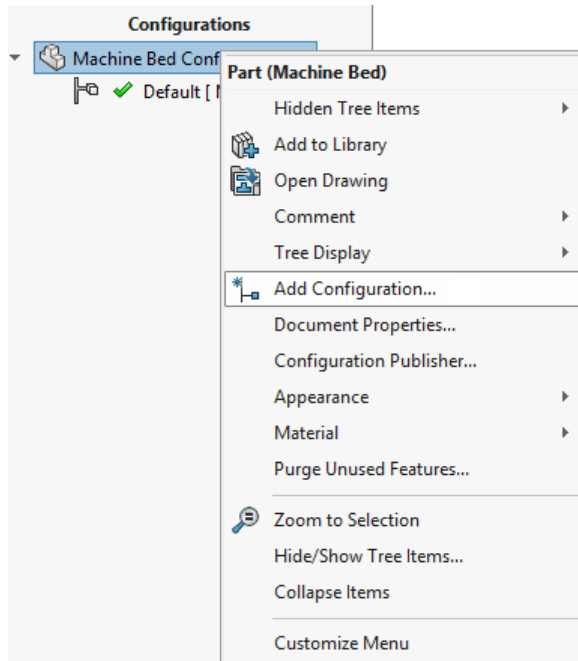 Configurations
Machine Bed Conf
Default [
Part (Machine Bed)
Hidden Tree Items
Add to Library
Open Drawing
Comment
Tree Display
Add Configuration...
Document Properties...
Configuration Publisher...
Appearance
Material
Purge Unused Features...
Zoom to Selection
Hide/Show Tree Items...
Collapse Items
Customize Menu